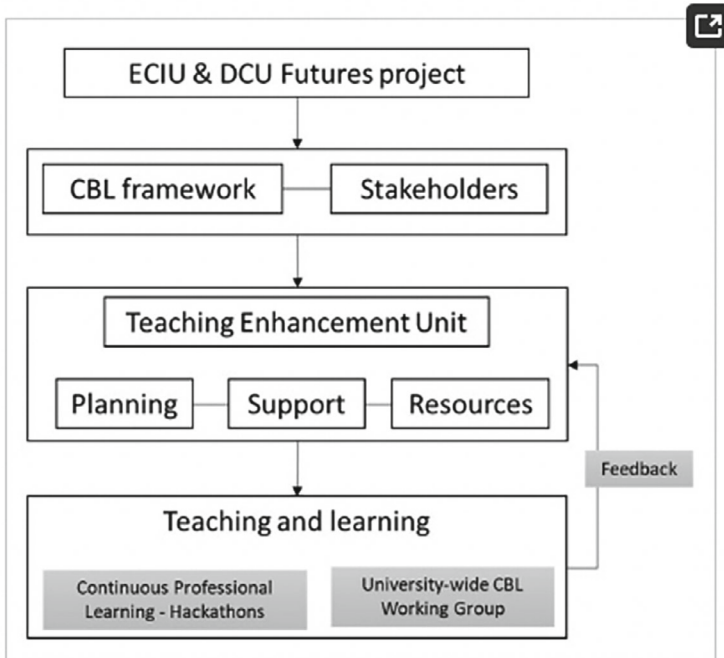 ECIU & DCU Futures project
CBL framework
Stakeholders
Teaching Enhancement Unit
Planning
Support
Resources
Feedback
Teaching and learning
Continuous Professional
Learning - Hackathons
University-wide CBL
Working Group